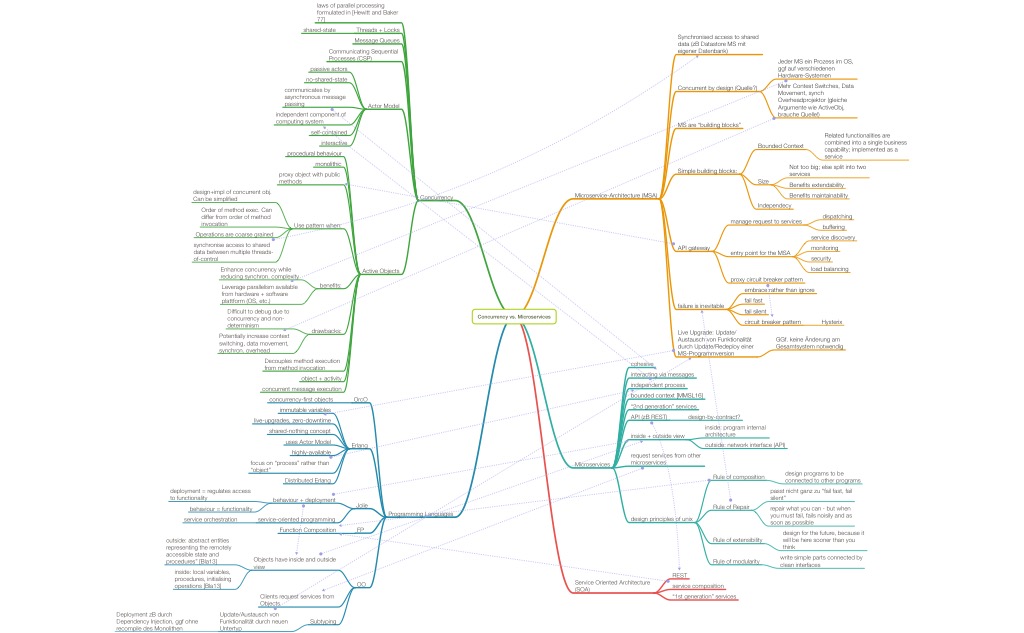 laws of parallel processing
formulated in [Hewitt and Baker
77]
shared-state
Threads + Locks
Message Queues
Communicating Sequential
Processes (CSP)
passive actors
no-shared-state
communicates by
asynchronous message
passing
independent component of
computing system
self-contained
interactive
Actor Model
procedural behaviour
monolithic
proxy object with public
methods
design+impl of concurrent obj.
Can be simplified
Order of method exec. Can
differ from order of method
invocation
Operations are coarse grained
synchronise access to shared
data between multiple threads-
of-control
Use pattern when:
Enhance concurrency while
reducing synchron. complexity
Leverage parallelism available
from hardware + software
plattform (OS, etc.)
benefits
Difficult to debug due to
concurrency and non-
determinism
Potentially increase context
switching, data movement,
synchron. overhead
drawbacks
Decouples method execution
from method invocation
object + activity
concurrent message execution
Active Objects
Concurrency
concurrency-first objects
OrcO
immutable variables
live-upgrades, zero-downtime
shared-nothing concept
uses Actor Model
highly-available
focus on "process" rather than
"object"
Distributed Erlang
Erlang
deployment = regulates access
to functionality
behaviour = functionality
behaviour + deployment
service orchestration
service-oriented programming
Jolie
Function Composition
FP
outside: abstract entities
representing the remotely
accessible state and
procedures" [Bla13]
inside: local variables,
procedures, initialising
operations [Bla13]
Objects have inside and outside
view
Clients request services from
Objects
Deployment zB durch
Dependency Injection, ggf ohne
recompile des Monolithen
Update/Austausch von
Funktionalität durch neuen
Untertyp
Subtyping
OO
Programming Languages
Concurrency vs. Microservices
Microservice-Architecture (MSA)
Synchronised access to shared
data (zB Datastore MS mit
eigener Datenbank)
Concurrent by design (Quelle?)
Jeder MS ein Prozess im OS,
ggf auf verschiedenen
Hardware-Systemen
Mehr Context Switches, Data
Movement, synch
Overheadprojektor (gleiche
Argumente wie ActiveObj,
brauche Quelle!)
MS are "building blocks"
Simple building blocks:
Bounded Context
Related functionalities are
combined into a single business
capability; implemented as a
service
Size
Not too big; else split into two
services
Benefits extendability
Benefits maintainability
Independecy
API gateway
manage request to services
dispatching
buffering
entry point for the MSA
service discovery
monitoring
security
load balancing
proxy circuit breaker pattern
failure is inevitable
embrace rather than ignore
fail fast
fail silent
circuit breaker pattern
Hysterix
Live Upgrade: Update/
Austausch von Funktionalität
durch Update/Redeploy einer
MS-Programmversion
GGf. keine Änderung am
Gesamtsystem notwendig
Microservices
cohesive
interacting via messages
independent process
bounded context [MMSL16]
"2nd generation" services
API (zB REST)
design-by-contract?
inside + outside view
inside: program internal
architecture
outside: network interface (API)
request services from other
microservices
design principles of unix
Rule of composition
design programs to be
connected to other programs
Rule of Repair
passt nicht ganz zu "fail fast, fail
silent"
repair what you can - but when
you must fail, fails noisily and as
soon as possible
Rule of extensibility
design for the future, because it
will be here sooner than you
think
Rule of modularity
write simple parts connected by
clean interfaces
Service Oriented Architecture
(SOA)
REST
service composition
"1st generation" services